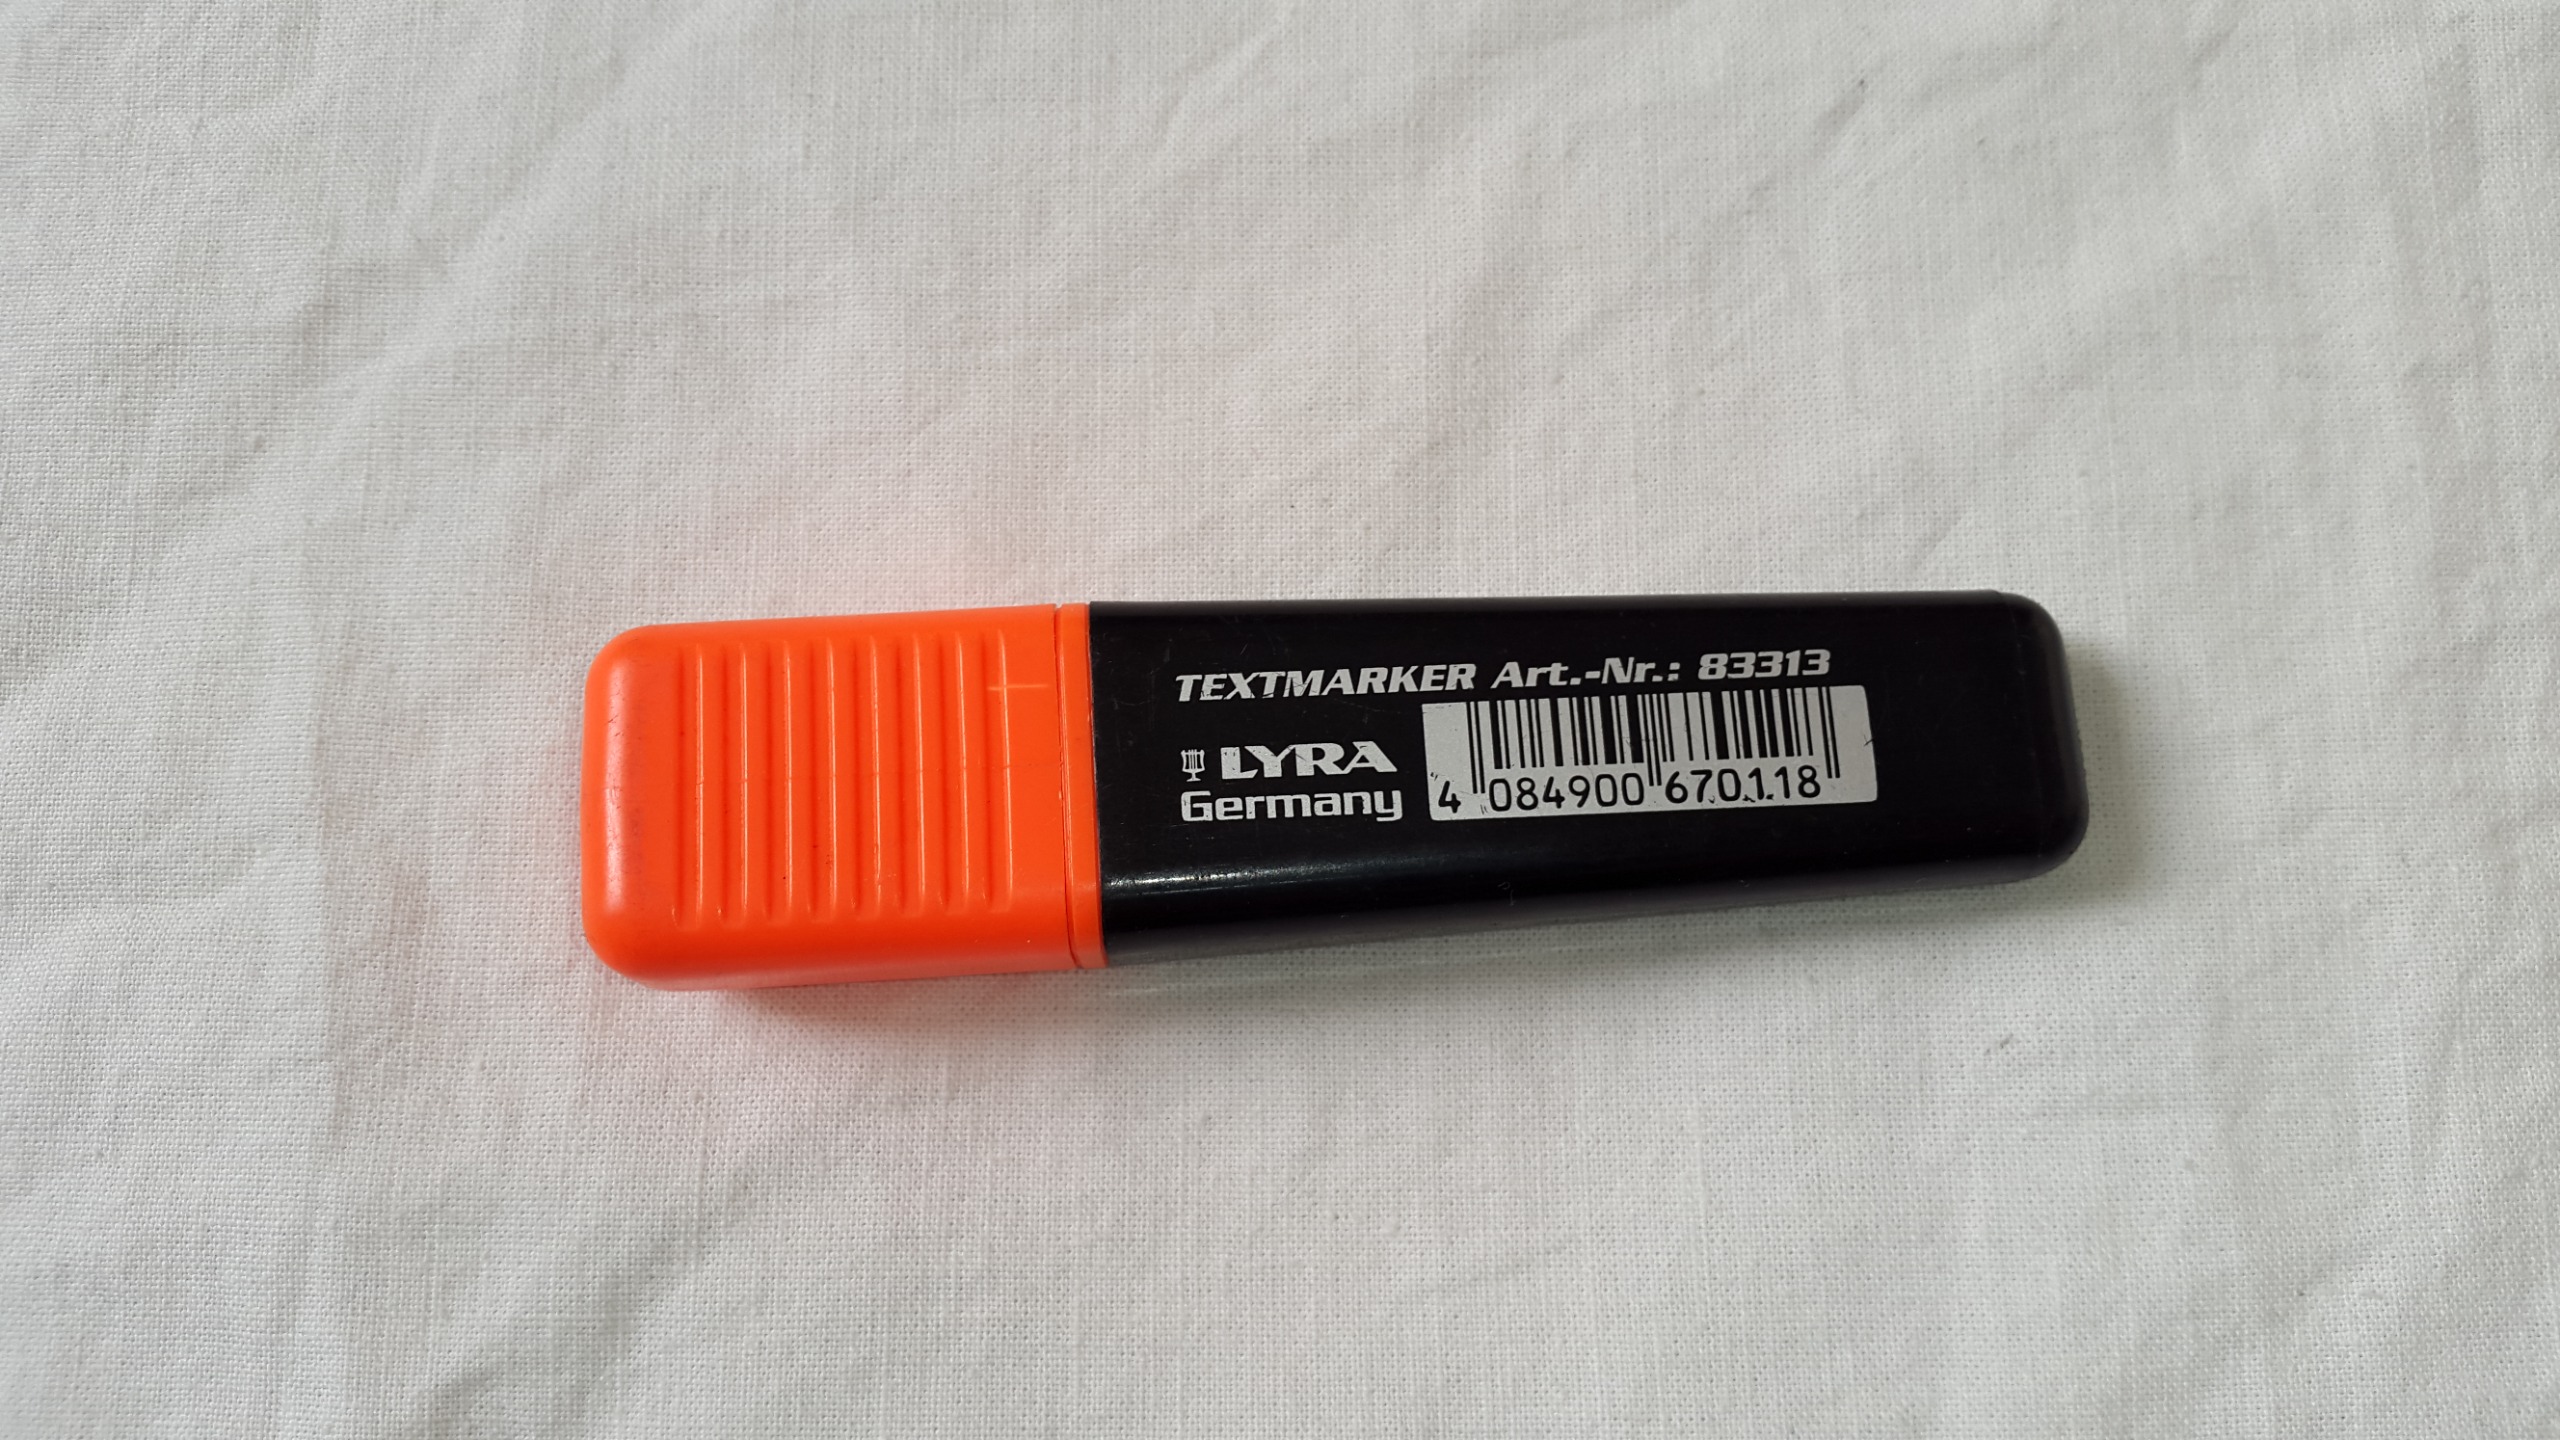 TEXTMARKER Art.-Nr.: 83313
LYRA
Germany
4 084900 670118